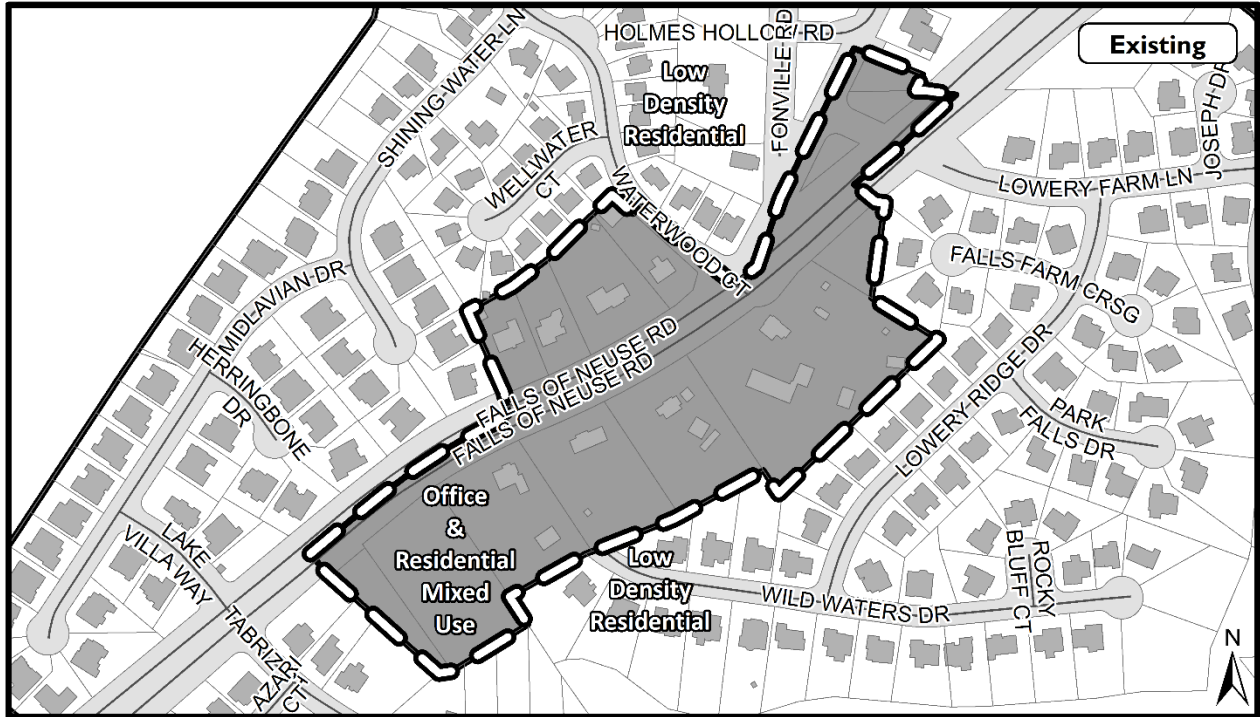 Existing
HOLMES HOLLOW RD
Low
Density
Residential
FONVILLE RD
JOSEPH DR
SHINING WATER LN
WELLWATER
CT
WATERWOOD CT
LOWERY FARM LN
FALLS FARM CRSG
MIDLAVIAN DR
HERRINGBONE
DR
FALLS OF NEUSE RD
FALLS OF NEUSE RD
LOWERY RIDGE DR
PARK
FALLS DR
Office
&
Residential
Mixed
Use
LAKE
VILLA WAY
TABRIZ
CT
AZARI
CT
Low
Density
Residential
WILD WATERS DR
ROCKY
BLUFF CT
N